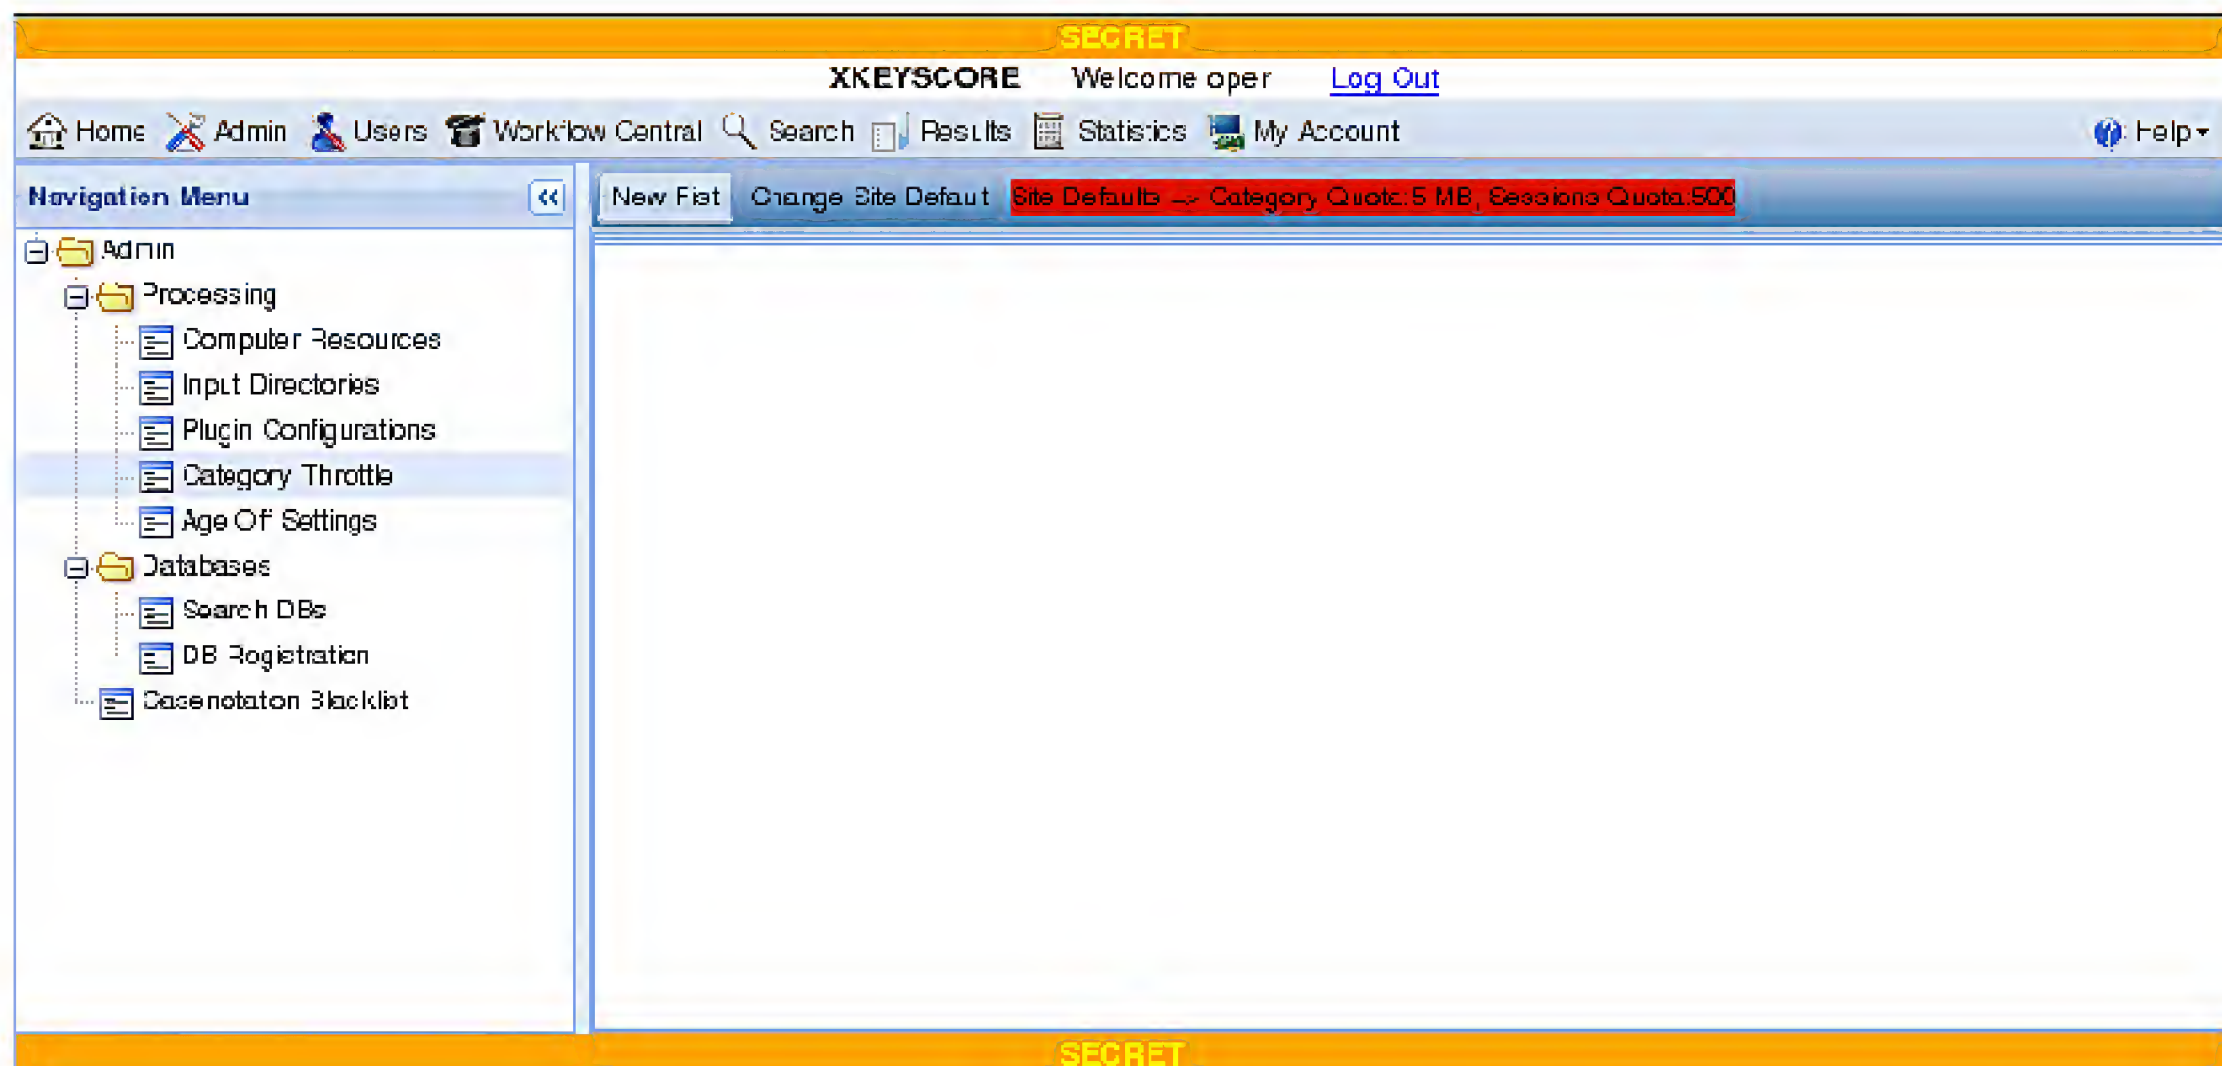 SECRET
XKEYSCORE Welcome oper Log Out
Home Admin Users Workflow Central Search Results Statistics My Account Help
Navigation Menu
New Fist Change Site Default Site Defaults -> Category Quota:5 MB, Sessions Quota:500
Admin
Processing
Computer Resources
Input Directories
Plugin Configurations
Category Throttle
Age Off Settings
Databases
Search DBs
DB Registration
Casenotation Blacklist
SECRET